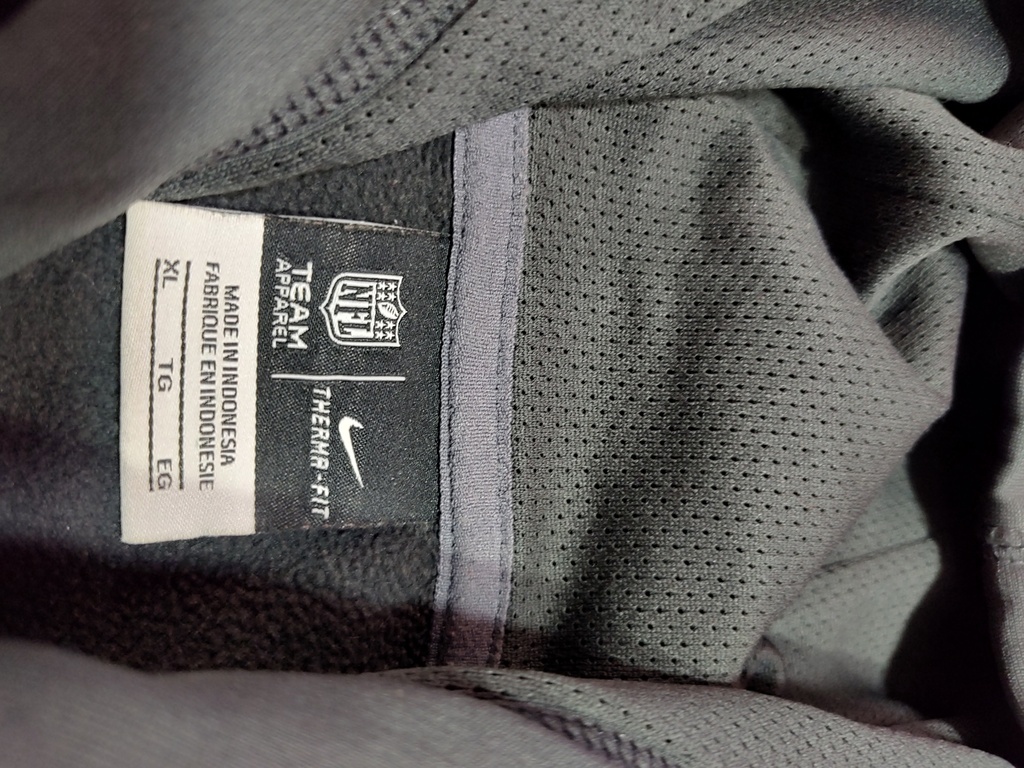 NFL
TEAM
APPAREL
THERMA-FIT
MADE IN INDONESIA
FABRIQUE EN INDONESIE
XL TG EG